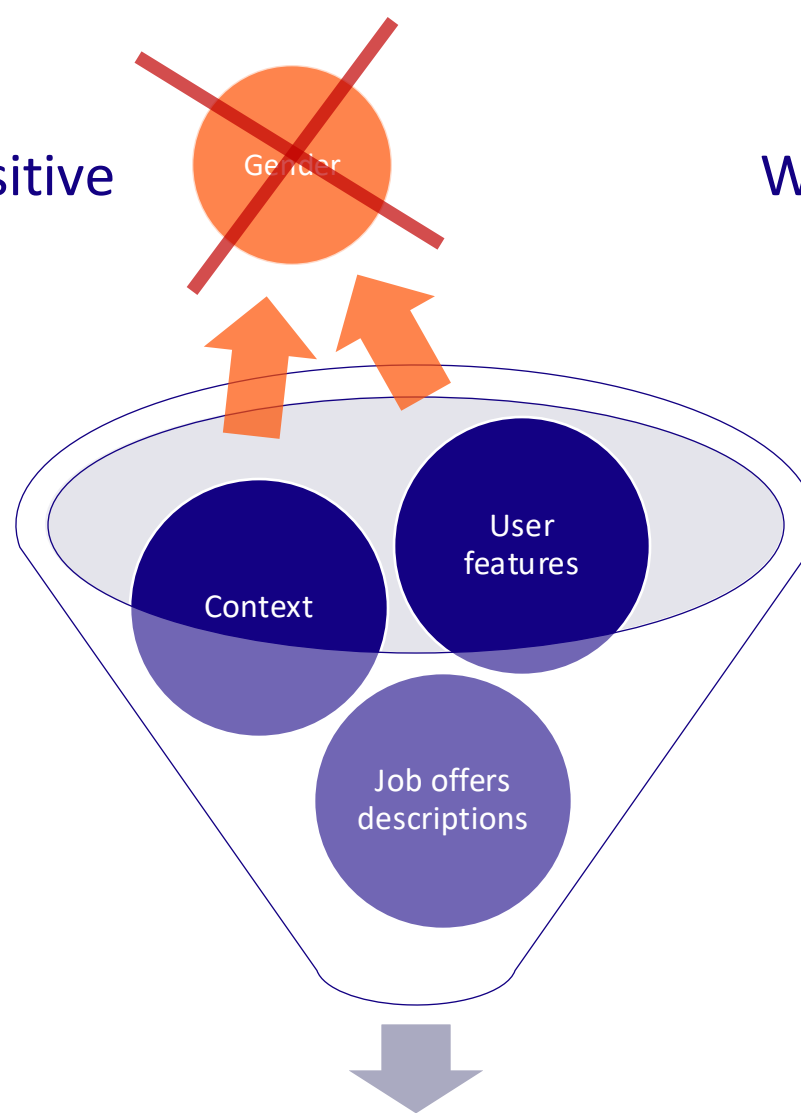 Gender
sitive
W
User
features
Context
Job offers
descriptions